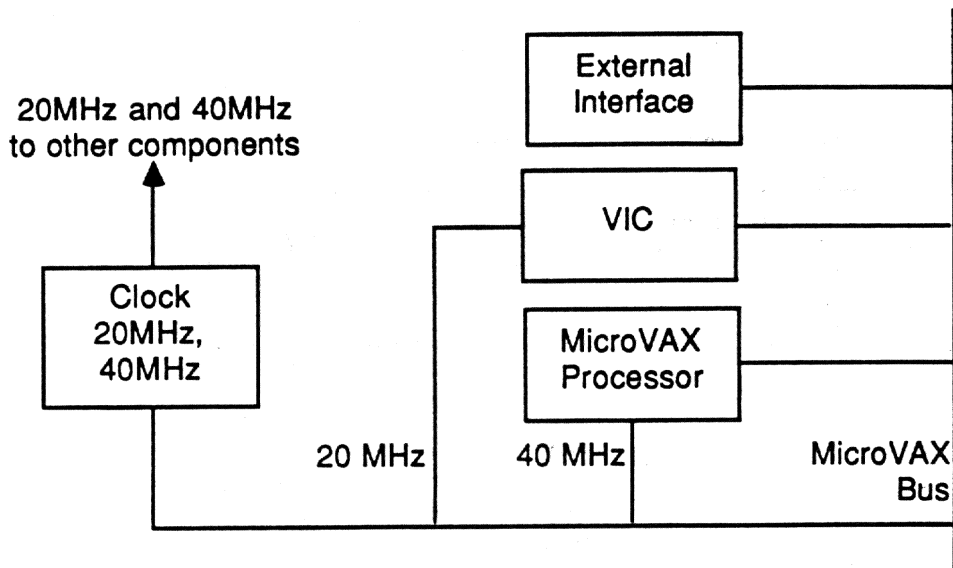 External
Interface
20MHz and 40MHz
to other components
VIC
Clock
20MHz,
40MHz
MicroVAX
Processor
20 MHz
40 MHz
MicroVAX
Bus